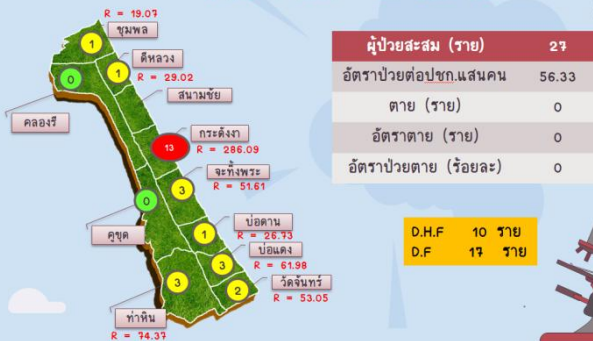 R = 19.07
ชุมพล
1
ดีหลวง
1
R = 29.02
0
สนามชัย
คลองรี
กระดังงา
13
R = 286.09
จะทิ้งพระ
3
R = 51.61
0
บ่อดาน
1
R = 26.73
คูขุด
บ่อแดง
3
R = 61.98
วัดจันทร์
3
2
R = 53.05
ท่าหิน
R = 74.37
ผู้ป่วยสะสม (ราย) 27
อัตราป่วยต่อปชก.แสนคน 56.33
ตาย (ราย) 0
อัตราตาย (ราย) 0
อัตราป่วยตาย (ร้อยละ) 0
D.H.F 10 ราย
D.F 17 ราย